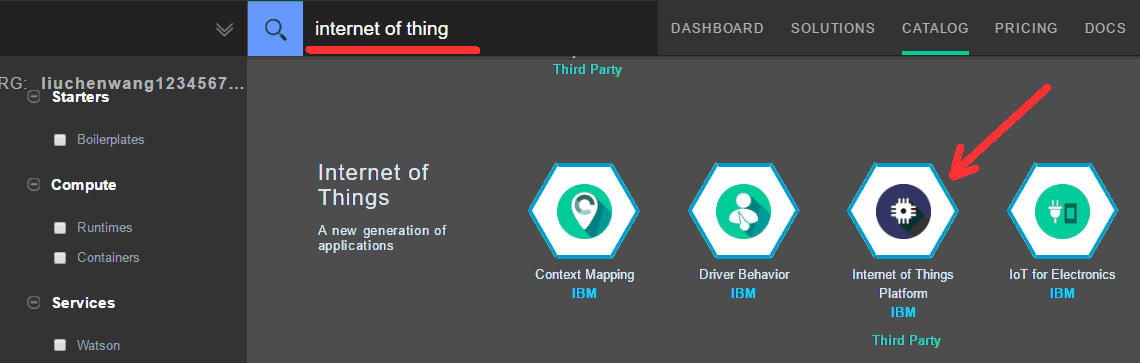 internet of thing
DASHBOARD
SOLUTIONS
CATALOG
PRICING
DOCS
RG: liuchenwang1234567...
Starters
Boilerplates
Compute
Runtimes
Containers
Services
Watson
Third Party
Internet of
Things
A new generation of
applications
Context Mapping
IBM
Driver Behavior
IBM
Internet of Things
Platform
IBM
Third Party
IoT for Electronics
IBM